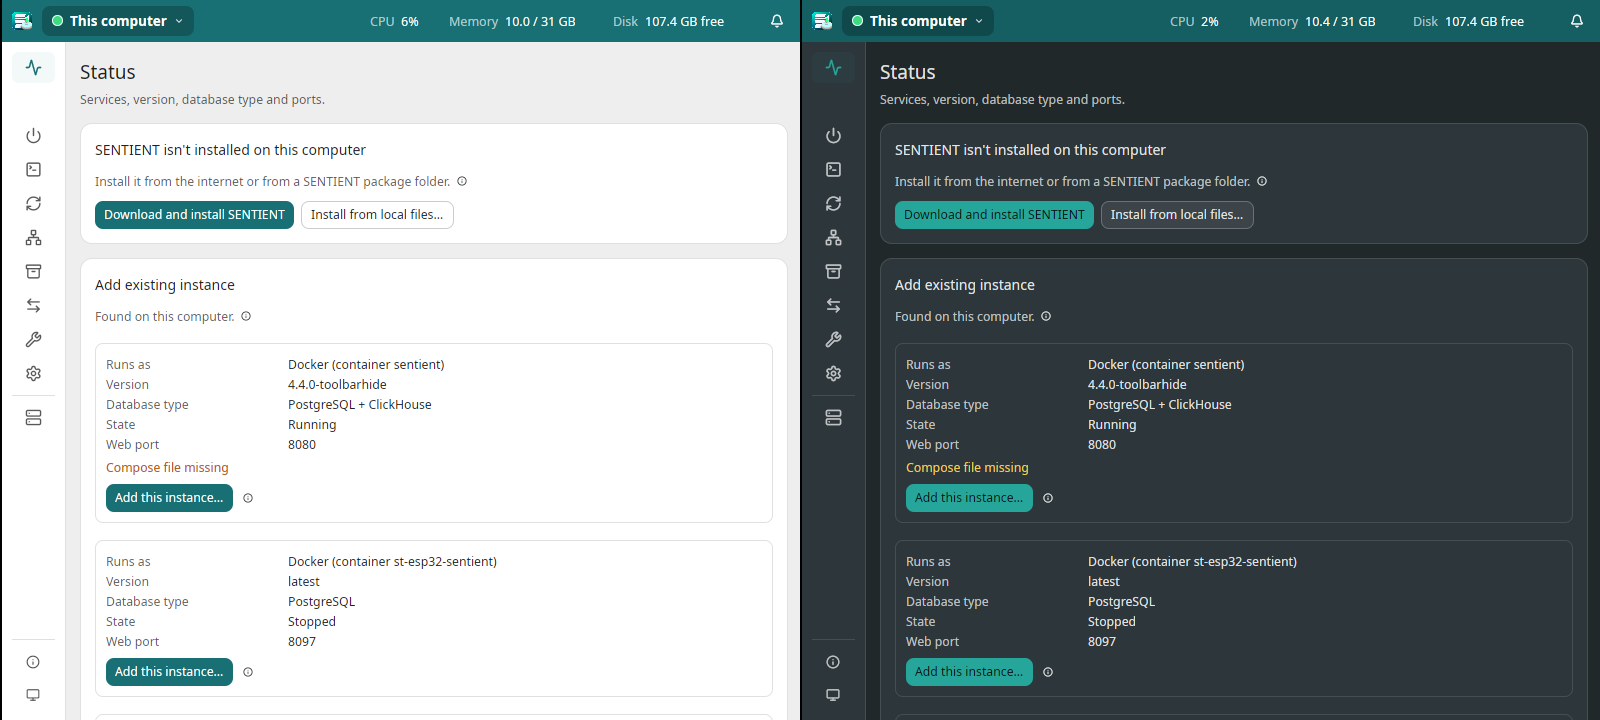 This computer
CPU 6%
Memory 10.0 / 31 GB
Disk 107.4 GB free
Status
Services, version, database type and ports.
SENTIENT isn't installed on this computer
Install it from the internet or from a SENTIENT package folder.
Download and install SENTIENT
Install from local files...
Add existing instance
Found on this computer.
Runs as Docker (container sentient)
Version 4.4.0-toolbarhide
Database type PostgreSQL + ClickHouse
State Running
Web port 8080
Compose file missing
Add this instance...
Runs as Docker (container st-esp32-sentient)
Version latest
Database type PostgreSQL
State Stopped
Web port 8097
Add this instance...
This computer
CPU 2%
Memory 10.4 / 31 GB
Disk 107.4 GB free
Status
Services, version, database type and ports.
SENTIENT isn't installed on this computer
Install it from the internet or from a SENTIENT package folder.
Download and install SENTIENT
Install from local files...
Add existing instance
Found on this computer.
Runs as Docker (container sentient)
Version 4.4.0-toolbarhide
Database type PostgreSQL + ClickHouse
State Running
Web port 8080
Compose file missing
Add this instance...
Runs as Docker (container st-esp32-sentient)
Version latest
Database type PostgreSQL
State Stopped
Web port 8097
Add this instance...